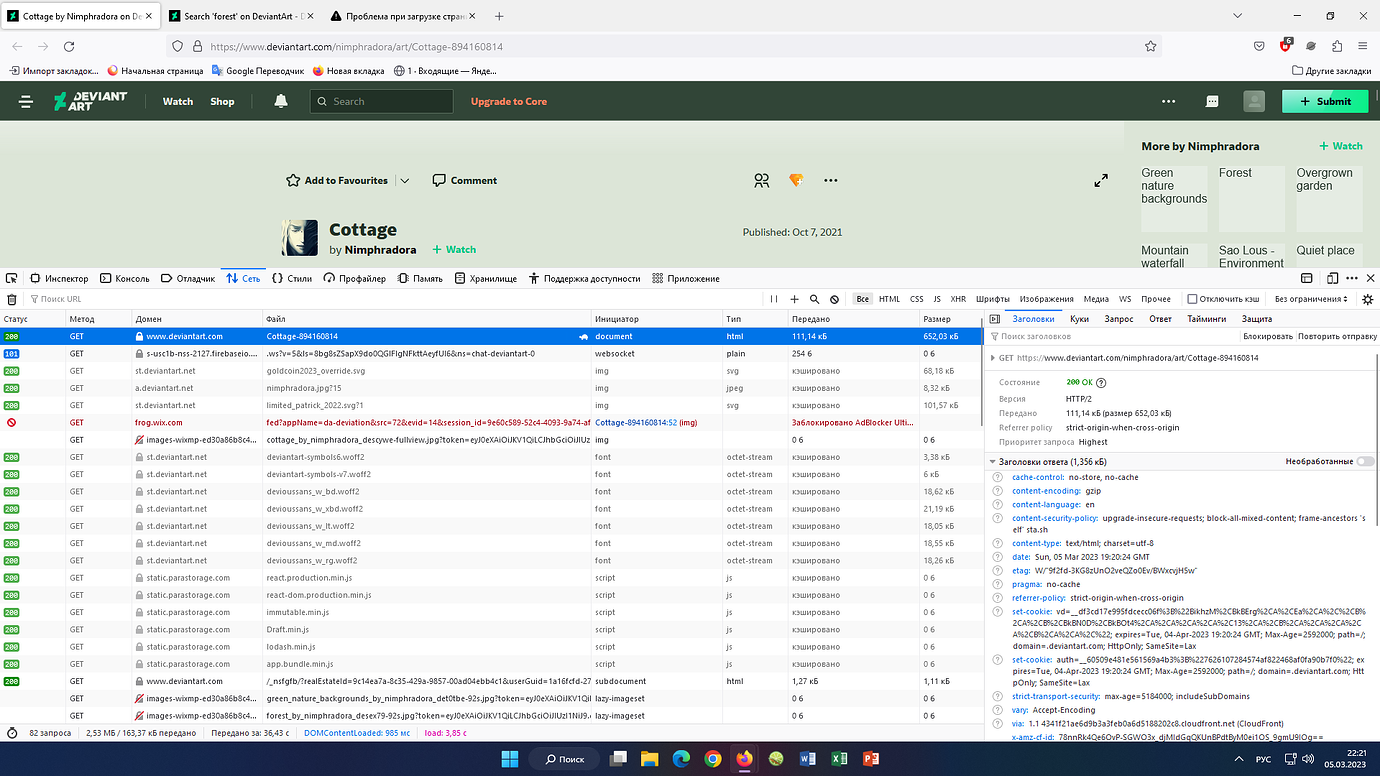 Cottage by Nimphradora on De
Search 'forest' on DeviantArt - D
Проблема при загрузке стран
https://www.deviantart.com/nimphradora/art/Cottage-894160814
6
Импорт закладок...
Начальная страница
Google Переводчик
Новая вкладка
1 · Входящие — Янде...
Другие закладки
DEVIANT ART
Watch
Shop
Search
Upgrade to Core
Submit
Add to Favourites
Comment
Cottage
by Nimphradora
+ Watch
Published: Oct 7, 2021
More by Nimphradora
+ Watch
Green nature backgrounds
Forest
Overgrown garden
Mountain waterfall
Sao Lous - Environment
Quiet place
Инспектор Консоль Отладчик Сеть Стили Профайлер Память Хранилище Поддержка доступности Приложение
Поиск URL
Все HTML CSS JS XHR Шрифты Изображения Медиа WS Прочее Отключить кэш Без ограничения
Статус Метод Домен Файл Инициатор Тип Передано Размер
200 GET www.deviantart.com Cottage-894160814 document html 111,14 кБ 652,03 кБ
101 GET s-usc1b-nss-2127.firebaseio.... .ws?v=5&ls=8bg8sZSapX9do0QGIFlgNFkttAeyfUl6&ns=chat-deviantart-0 websocket plain 254 б 0 б
200 GET st.deviantart.net goldcoin2023_override.svg img svg кэшировано 68,18 кБ
200 GET a.deviantart.net nimphradora.jpg?15 img jpeg кэшировано 8,32 кБ
200 GET st.deviantart.net limited_patrick_2022.svg?1 img svg кэшировано 101,57 кБ
GET frog.wix.com fed?appName=da-deviation&src=72&evid=14&session_id=9e60c589-52c4-4093-9a74-af Cottage-894160814:52 (img) Заблокировано AdBlocker Ulti...
GET images-wixmp-ed30a86b8c4... cottage_by_nimphradora_descywe-fullview.jpg?token=eyJ0eXAiOiJKV1QiLCJhbGciOiJIUz img 0 б 0 б
200 GET st.deviantart.net deviantart-symbols6.woff2 font octet-stream кэшировано 3,38 кБ
200 GET st.deviantart.net deviantart-symbols-v7.woff2 font octet-stream кэшировано 6 кБ
200 GET st.deviantart.net devioussans_w_bd.woff2 font octet-stream кэшировано 18,62 кБ
200 GET st.deviantart.net devioussans_w_xbd.woff2 font octet-stream кэшировано 21,19 кБ
200 GET st.deviantart.net devioussans_w_lt.woff2 font octet-stream кэшировано 18,05 кБ
200 GET st.deviantart.net devioussans_w_md.woff2 font octet-stream кэшировано 18,55 кБ
200 GET st.deviantart.net devioussans_w_rg.woff2 font octet-stream кэшировано 18,26 кБ
200 GET static.parastorage.com react.production.min.js script js кэшировано 0 б
200 GET static.parastorage.com react-dom.production.min.js script js кэшировано 0 б
200 GET static.parastorage.com immutable.min.js script js кэшировано 0 б
200 GET static.parastorage.com Draft.min.js script js кэшировано 0 б
200 GET static.parastorage.com lodash.min.js script js кэшировано 0 б
200 GET static.parastorage.com app.bundle.min.js script js кэшировано 0 б
200 GET www.deviantart.com /_nsfgfb/?realEstateId=9c14ea7a-8c35-429a-9857-00ad04ebb4c1&userGuid=1a16fcfd-27 subdocument html 1,27 кБ 1,11 кБ
GET images-wixmp-ed30a86b8c4... green_nature_backgrounds_by_nimphradora_det0tbe-92s.jpg?token=eyJ0eXAiOiJKV1Qil lazy-imageset 0 б 0 б
GET images-wixmp-ed30a86b8c4... forest_by_nimphradora_desex79-92s.jpg?token=eyJ0eXAiOiJKV1QiLCJhbGciOiJIUzI1NiJ9. lazy-imageset 0 б 0 б
82 запроса 2,53 МБ / 163,37 кБ передано Передано за: 36,43 с DOMContentLoaded: 985 мс load: 3,85 с
Заголовки Куки Запрос Ответ Тайминги Защита
Поиск заголовков Блокировать Повторить отправку
GET https://www.deviantart.com/nimphradora/art/Cottage-894160814
Состояние 200 OK
Версия HTTP/2
Передано 111,14 кБ (размер 652,03 кБ)
Referrer policy strict-origin-when-cross-origin
Приоритет запроса Highest
Заголовки ответа (1,356 кБ) Необработанные
cache-control: no-store, no-cache
content-encoding: gzip
content-language: en
content-security-policy: upgrade-insecure-requests; block-all-mixed-content; frame-ancestors 's
elf' sta.sh
content-type: text/html; charset=utf-8
date: Sun, 05 Mar 2023 19:20:24 GMT
etag: W/"9f2fd-3KG8zUnO2veQZo0Ev/BWxcvjH5w"
pragma: no-cache
referrer-policy: strict-origin-when-cross-origin
set-cookie: vd=__df3cd17e995fdcecc06f%3B%22BikhzM%2CBkBErg%2CA%2CEa%2CA%2C%2CB%
2CA%2CB%2CBkBN0D%2CBkBOt4%2CA%2CA%2CA%2CA%2C13%2CA%2CB%2CA%2CA%2CA%2C
A%2CB%2CA%2CA%2C%22; expires=Tue, 04-Apr-2023 19:20:24 GMT; Max-Age=2592000; path=/;
domain=.deviantart.com; HttpOnly; SameSite=Lax
set-cookie: auth=__60509e481e561569a4b3%3B%227626107284574af822468af0fa90b7f0%22; ex
pires=Tue, 04-Apr-2023 19:20:24 GMT; Max-Age=2592000; path=/; domain=.deviantart.com; Htt
pOnly; SameSite=Lax
strict-transport-security: max-age=5184000; includeSubDomains
vary: Accept-Encoding
via: 1.1 4341f21ae6d9b3a3feb0a6d5188202c8.cloudfront.net (CloudFront)
x-amz-cf-id: 78nnRk4Qe6OvP-SGWO3x_djMldGqQKUnBPdtByM0ei1OS_9gmU9IOg==
Поиск
РУС
22:21
05.03.2023